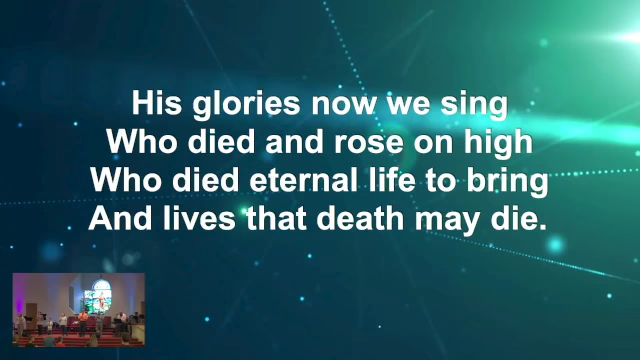 His glories now we sing
Who died and rose on high
Who died eternal life to bring
And lives that death may die.